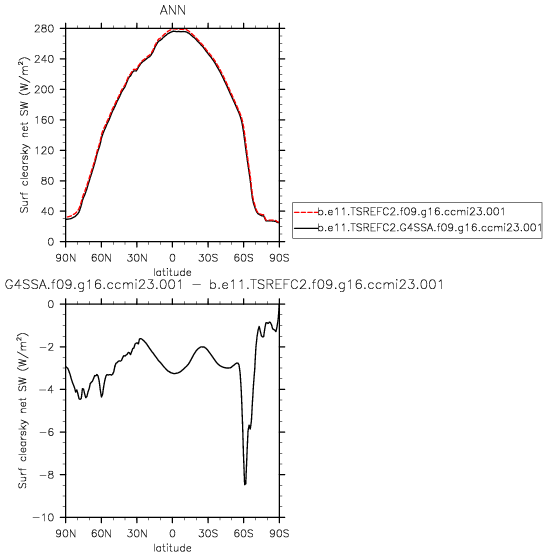 ANN
280
240
200
160
120
80
40
0
Surf clearsky net SW (W/m²)
90N 60N 30N 0 30S 60S 90S
latitude
b.e11.TSREFC2.f09.g16.ccmi23.001
b.e11.TSREFC2.G4SSA.f09.g16.ccmi23.001
G4SSA.f09.g16.ccmi23.001 − b.e11.TSREFC2.f09.g16.ccmi23.001
0
−2
−4
−6
−8
−10
Surf clearsky net SW (W/m²)
90N 60N 30N 0 30S 60S 90S
latitude